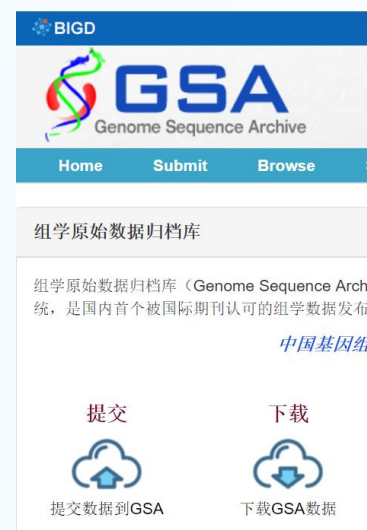 BIGD
GSA
Genome Sequence Archive
Home Submit Browse
组学原始数据归档库
组学原始数据归档库（Genome Sequence Arch
统，是国内首个被国际期刊认可的组学数据发布
中国基因组
提交 下载
提交数据到GSA 下载GSA数据